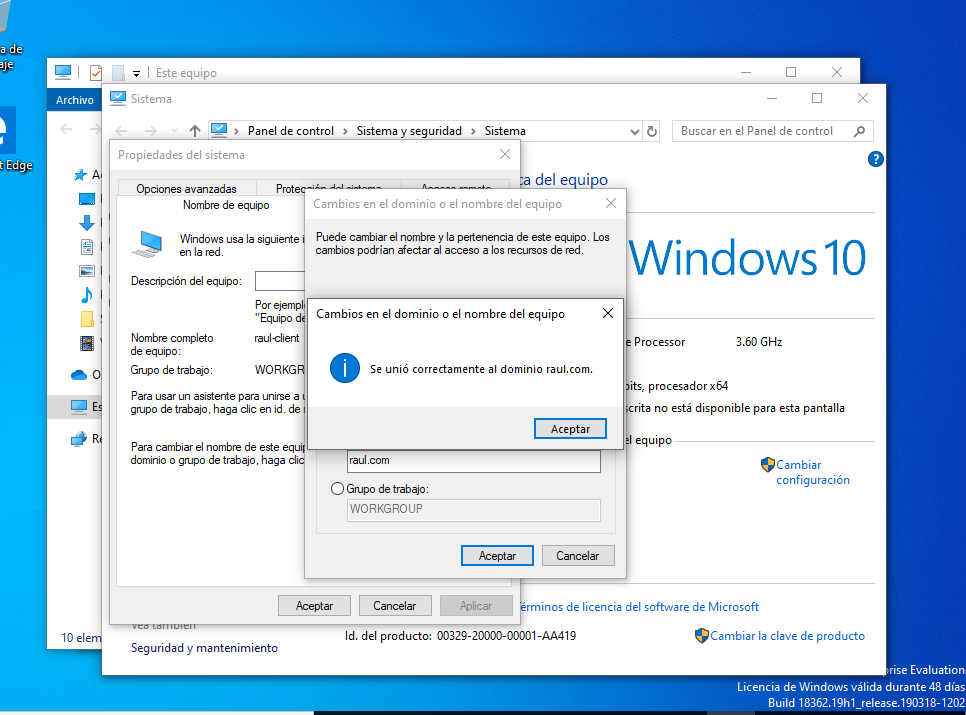 a de
aje
t Edge
Este equipo
Archivo
Sistema
Panel de control
Sistema y seguridad
Sistema
Buscar en el Panel de control
Propiedades del sistema
Opciones avanzadas
Protección del sistema
Acceso remoto
Nombre de equipo
Windows usa la siguiente i
en la red.
Descripción del equipo:
Por ejemplo
"Equipo de
Nombre completo
de equipo:
raul-client
Grupo de trabajo:
WORKGR
Para usar un asistente para unirse a u
grupo de trabajo, haga clic en id. de
Para cambiar el nombre de este equip
dominio o grupo de trabajo, haga clic
Aceptar
Cancelar
Aplicar
ca del equipo
Cambios en el dominio o el nombre del equipo
Puede cambiar el nombre y la pertenencia de este equipo. Los
cambios podrían afectar al acceso a los recursos de red.
Cambios en el dominio o el nombre del equipo
Se unió correctamente al dominio raul.com.
Aceptar
raul.com
Grupo de trabajo:
WORKGROUP
Aceptar
Cancelar
Windows 10
e Processor
3.60 GHz
bits, procesador x64
scrita no está disponible para esta pantalla
el equipo
Cambiar
configuración
érminos de licencia del software de Microsoft
Vea también
Id. del producto: 00329-20000-00001-AA419
Cambiar la clave de producto
10 elem
Seguridad y mantenimiento
prise Evaluation
Licencia de Windows válida durante 48 días
Build 18362.19h1_release.190318-1202